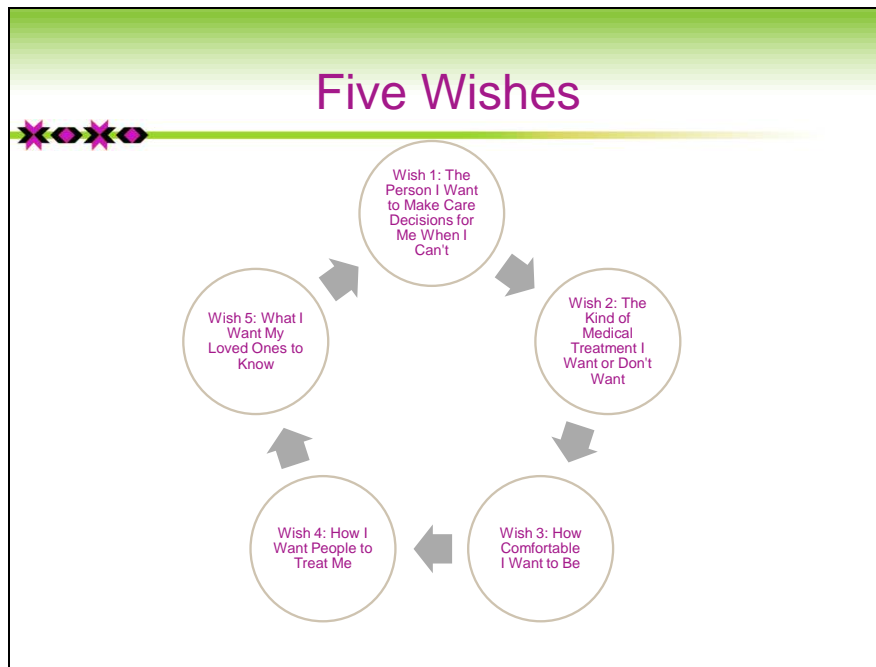 Five Wishes
Wish 1: The
Person I Want
to Make Care
Decisions for
Me When I
Can't
Wish 2: The
Kind of
Medical
Treatment I
Want or Don't
Want
Wish 3: How
Comfortable
I Want to Be
Wish 4: How I
Want People to
Treat Me
Wish 5: What I
Want My
Loved Ones to
Know